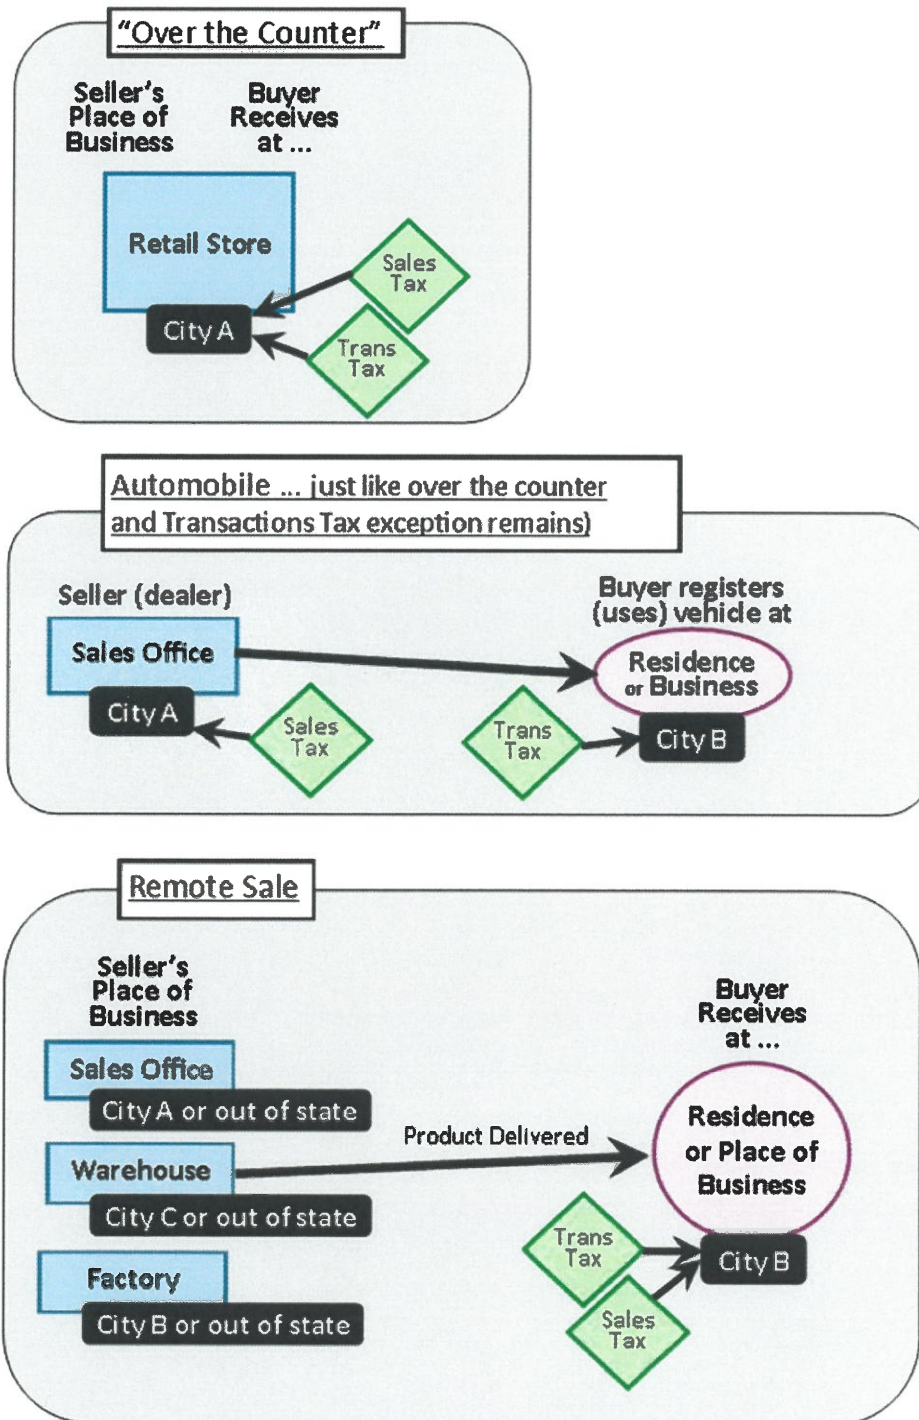 “Over the Counter”
Seller’s
Place of
Business
Buyer
Receives
at ...
Retail Store
City A
Sales
Tax
Trans
Tax
Automobile ... just like over the counter
and Transactions Tax exception remains)
Seller (dealer)
Sales Office
City A
Sales
Tax
Buyer registers
(uses) vehicle at
Residence
or Business
Trans
Tax
City B
Remote Sale
Seller’s
Place of
Business
Sales Office
City A or out of state
Warehouse
City C or out of state
Factory
City B or out of state
Product Delivered
Buyer
Receives
at ...
Residence
or Place of
Business
City B
Trans
Tax
Sales
Tax